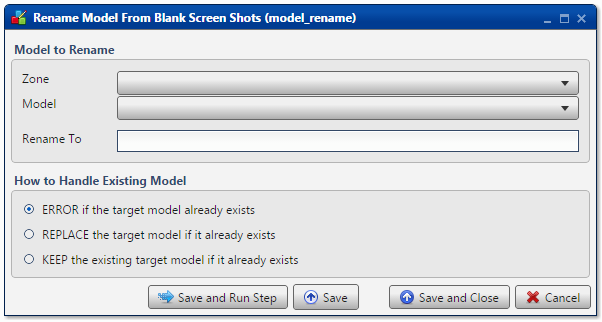 Rename Model From Blank Screen Shots (model_rename)
Model to Rename
Zone
Model
Rename To
How to Handle Existing Model
ERROR if the target model already exists
REPLACE the target model if it already exists
KEEP the existing target model if it already exists
Save and Run Step Save Save and Close Cancel